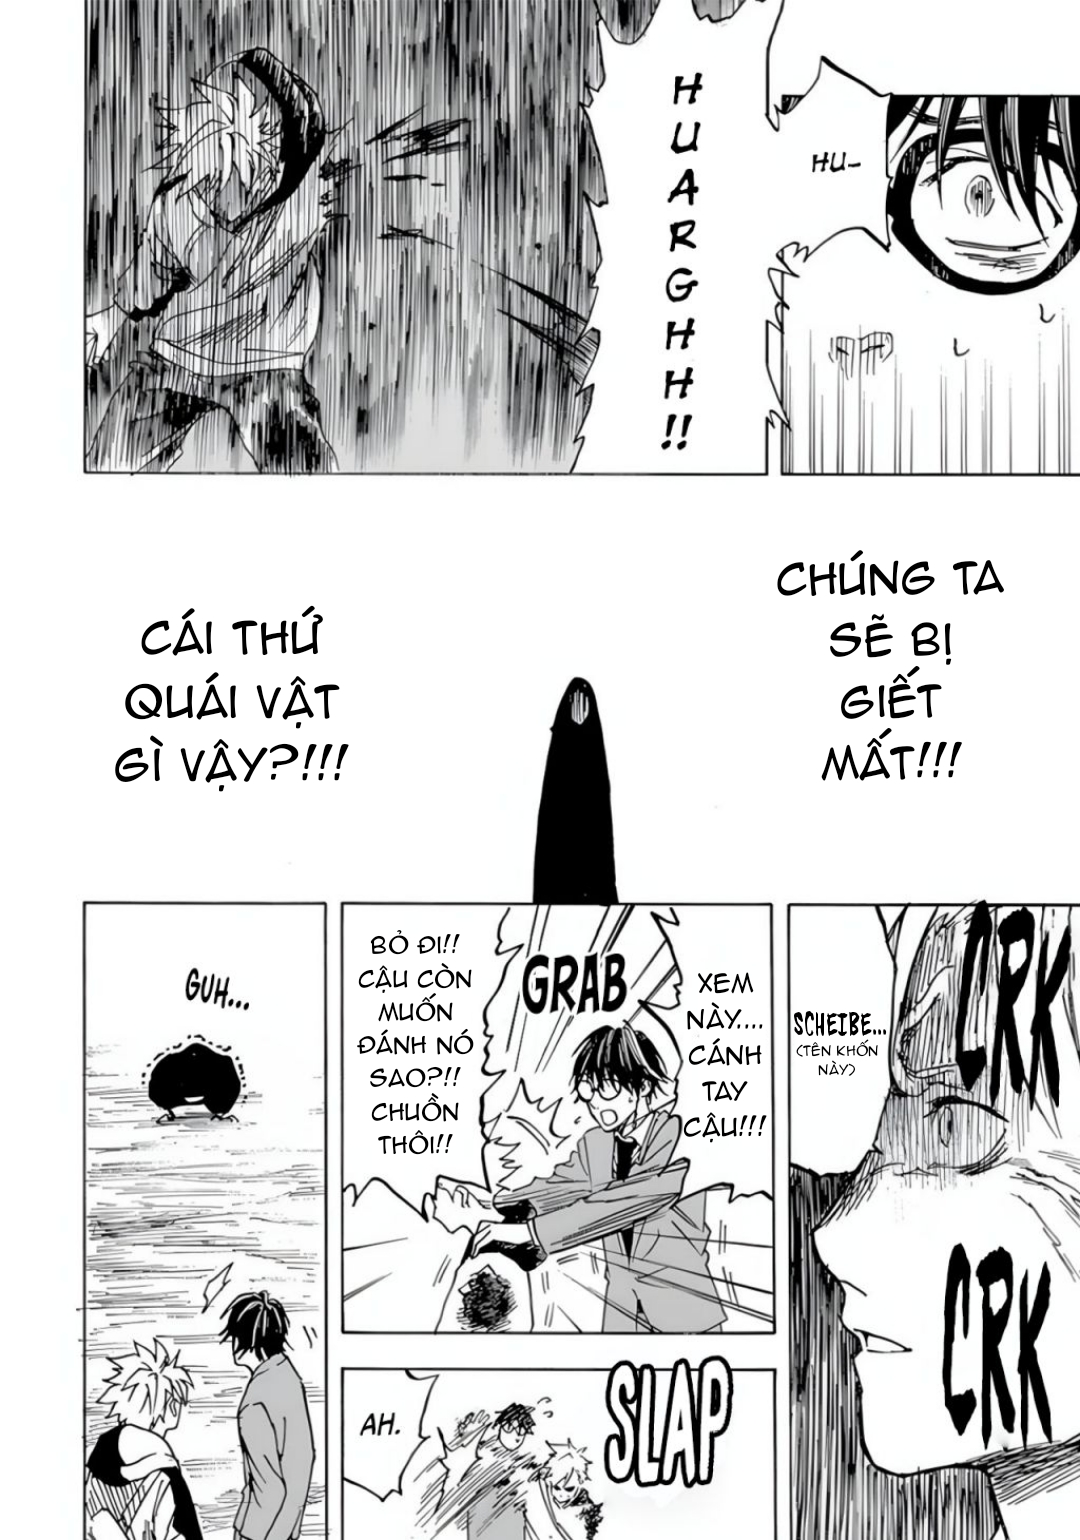 HU-
HUARGHH!!
CHÚNG TA
SẼ BỊ
GIẾT
MẤT!!!
CÁI THỨ
QUÁI VẬT
GÌ VẬY?!!!
CRK
CRK
SCHEIBE...
(TÊN KHỐN
NÀY)
XEM
NÀY....
CÁNH
TAY
CẬU!!!
GRAB
BỎ ĐI!!
CẬU CÒN
MUỐN
ĐÁNH NÓ
SAO?!!
CHUỒN
THÔI!!
SLAP
AH.
GUH...